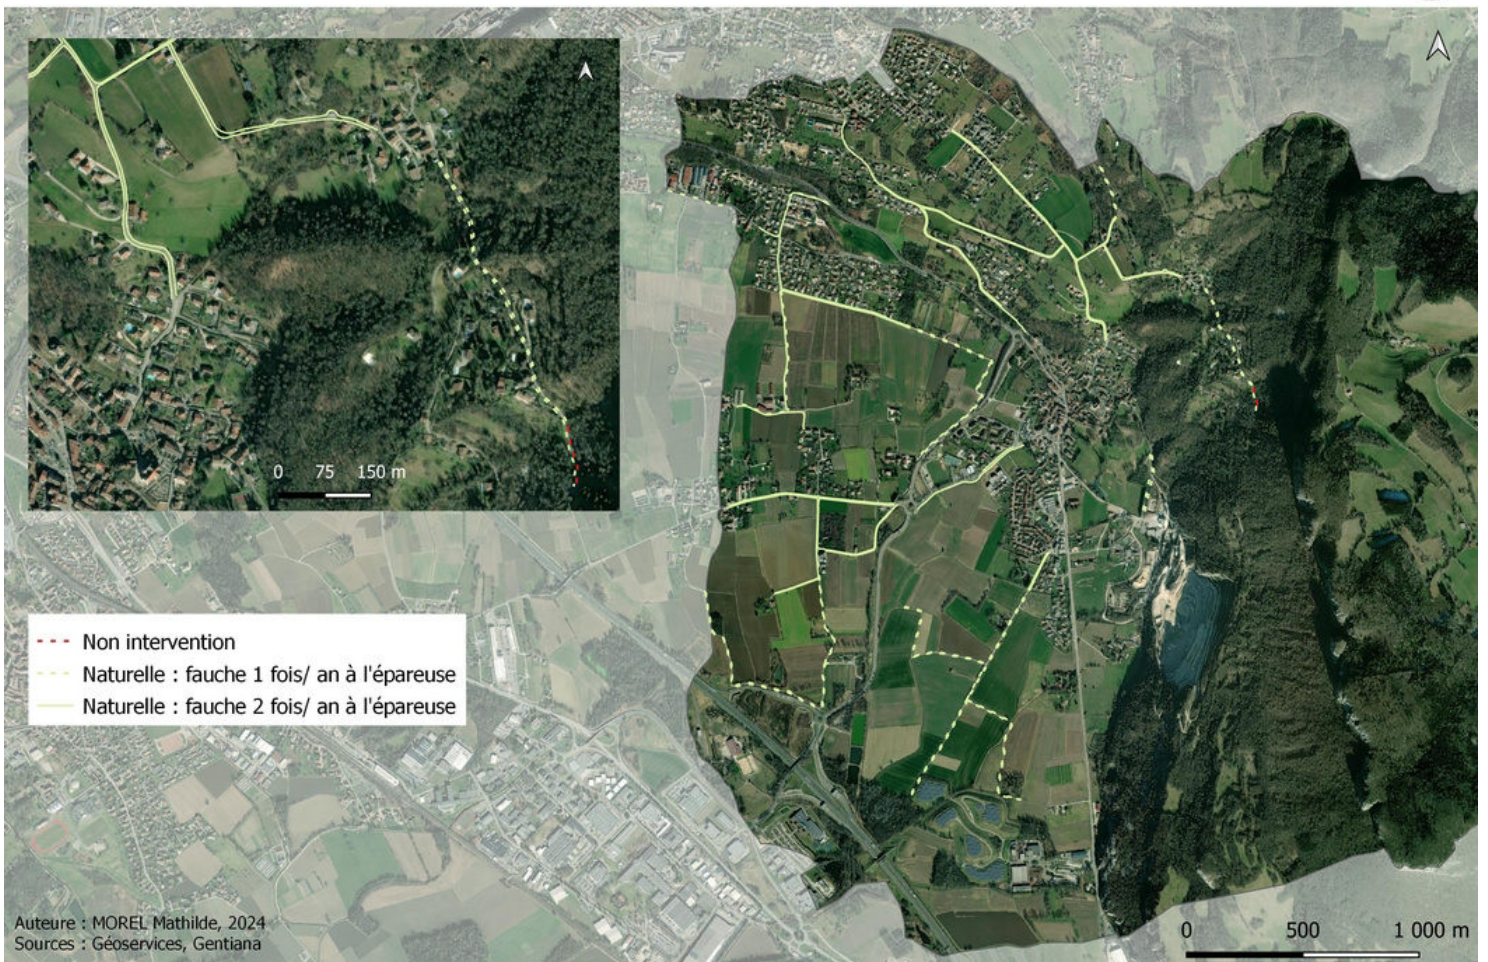 0 75 150 m
Non intervention
Naturelle : fauche 1 fois/ an à l'épareuse
Naturelle : fauche 2 fois/ an à l'épareuse
Auteure : MOREL Mathilde, 2024
Sources : Géoservices, Gentiana
0 500 1 000 m